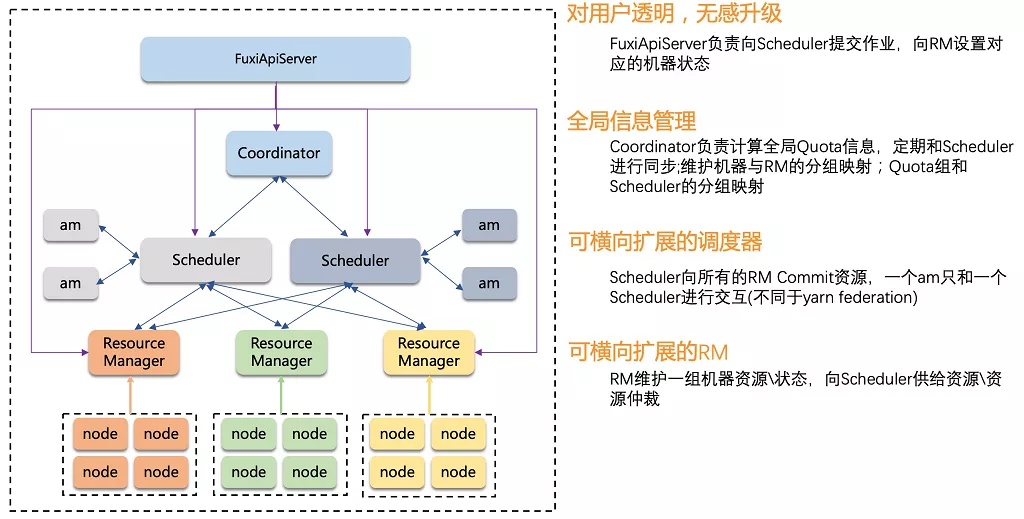 FuxiApiServer
Coordinator
am
am
am
am
Scheduler
Scheduler
Resource
Manager
Resource
Manager
Resource
Manager
node
node
node
node
node
node
node
node
node
node
node
node
对用户透明，无感升级
FuxiApiServer负责向Scheduler提交作业，向RM设置对
应的机器状态
全局信息管理
Coordinator负责计算全局Quota信息，定期和Scheduler
进行同步;维护机器与RM的分组映射；Quota组和
Scheduler的分组映射
可横向扩展的调度器
Scheduler向所有的RM Commit资源，一个am只和一个
Scheduler进行交互(不同于yarn federation)
可横向扩展的RM
RM维护一组机器资源\状态，向Scheduler供给资源\资
源仲裁